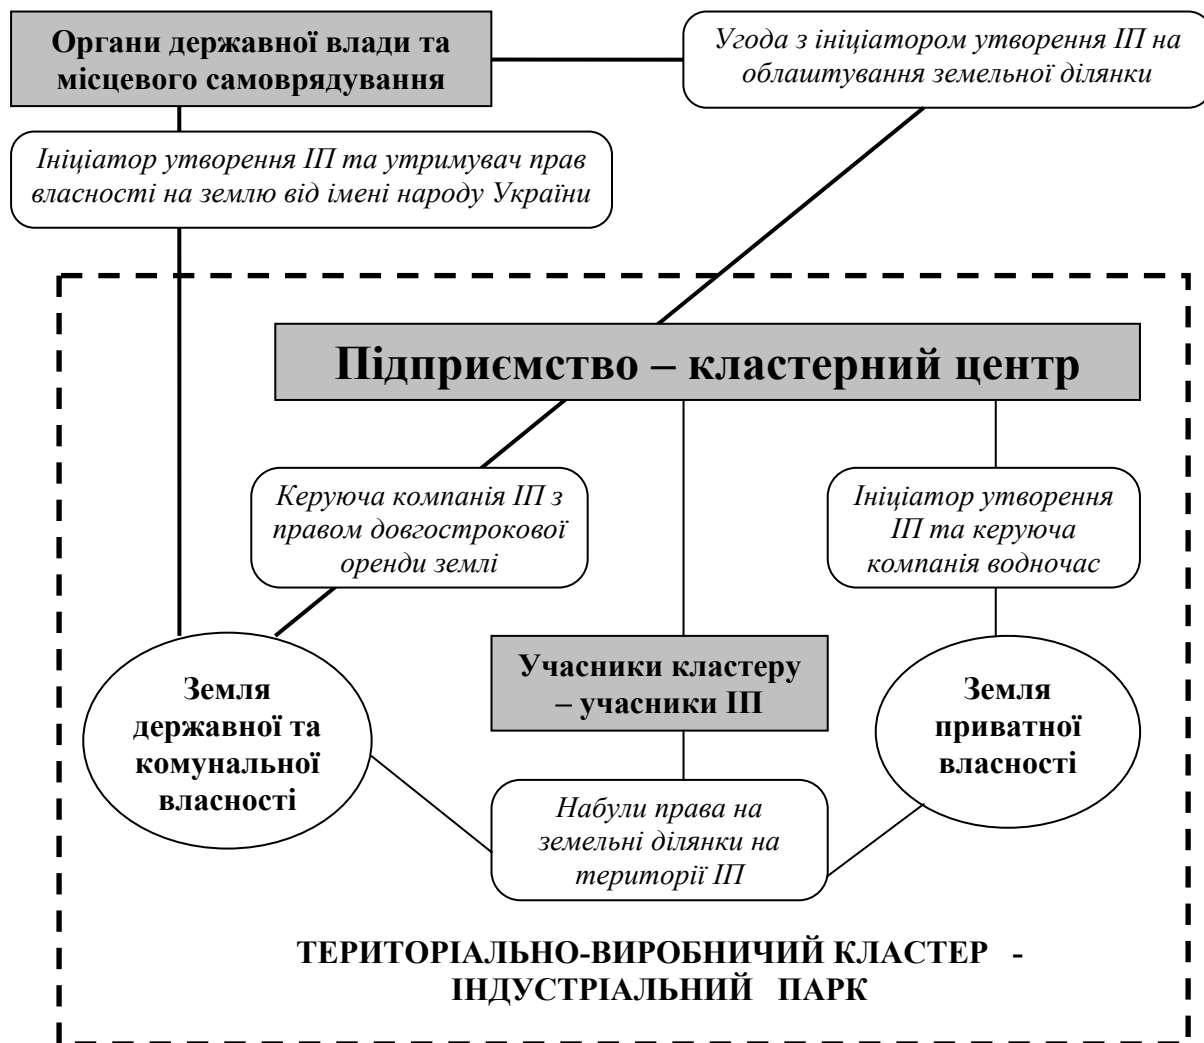 Органи державної влади та
місцевого самоврядування
Угода з ініціатором утворення ІП на
облаштування земельної ділянки
Ініціатор утворення ІП та утримувач прав
власності на землю від імені народу України
Підприємство – кластерний центр
Керуюча компанія ІП з
правом довгострокової
оренди землі
Ініціатор утворення
ІП та керуюча
компанія водночас
Земля
державної та
комунальної
власності
Учасники кластеру
– учасники ІП
Земля
приватної
власності
Набули права на
земельні ділянки на
території ІП
ТЕРИТОРІАЛЬНО-ВИРОБНИЧИЙ КЛАСТЕР -
ІНДУСТРІАЛЬНИЙ ПАРК